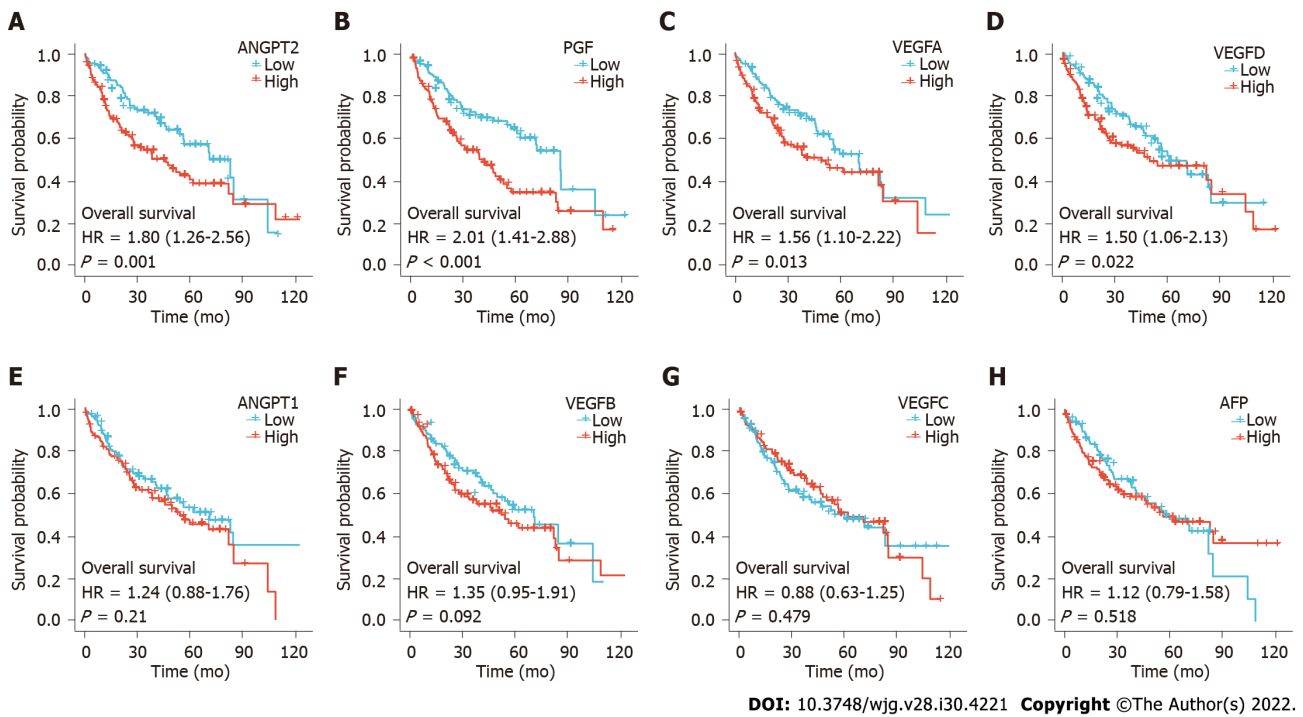 A
ANGPT2
Low
High
1.0
0.8
0.6
0.4
0.2
0.0
Survival probability
Overall survival
HR = 1.80 (1.26-2.56)
P = 0.001
0 30 60 90 120
Time (mo)
B
PGF
Low
High
1.0
0.8
0.6
0.4
0.2
0.0
Survival probability
Overall survival
HR = 2.01 (1.41-2.88)
P < 0.001
0 30 60 90 120
Time (mo)
C
VEGFA
Low
High
1.0
0.8
0.6
0.4
0.2
0.0
Survival probability
Overall survival
HR = 1.56 (1.10-2.22)
P = 0.013
0 30 60 90 120
Time (mo)
D
VEGFD
Low
High
1.0
0.8
0.6
0.4
0.2
0.0
Survival probability
Overall survival
HR = 1.50 (1.06-2.13)
P = 0.022
0 30 60 90 120
Time (mo)
E
ANGPT1
Low
High
1.0
0.8
0.6
0.4
0.2
0.0
Survival probability
Overall survival
HR = 1.24 (0.88-1.76)
P = 0.21
0 30 60 90 120
Time (mo)
F
VEGFB
Low
High
1.0
0.8
0.6
0.4
0.2
0.0
Survival probability
Overall survival
HR = 1.35 (0.95-1.91)
P = 0.092
0 30 60 90 120
Time (mo)
G
VEGFC
Low
High
1.0
0.8
0.6
0.4
0.2
0.0
Survival probability
Overall survival
HR = 0.88 (0.63-1.25)
P = 0.479
0 30 60 90 120
Time (mo)
H
AFP
Low
High
1.0
0.8
0.6
0.4
0.2
0.0
Survival probability
Overall survival
HR = 1.12 (0.79-1.58)
P = 0.518
0 30 60 90 120
Time (mo)
DOI: 10.3748/wjg.v28.i30.4221 Copyright ©The Author(s) 2022.